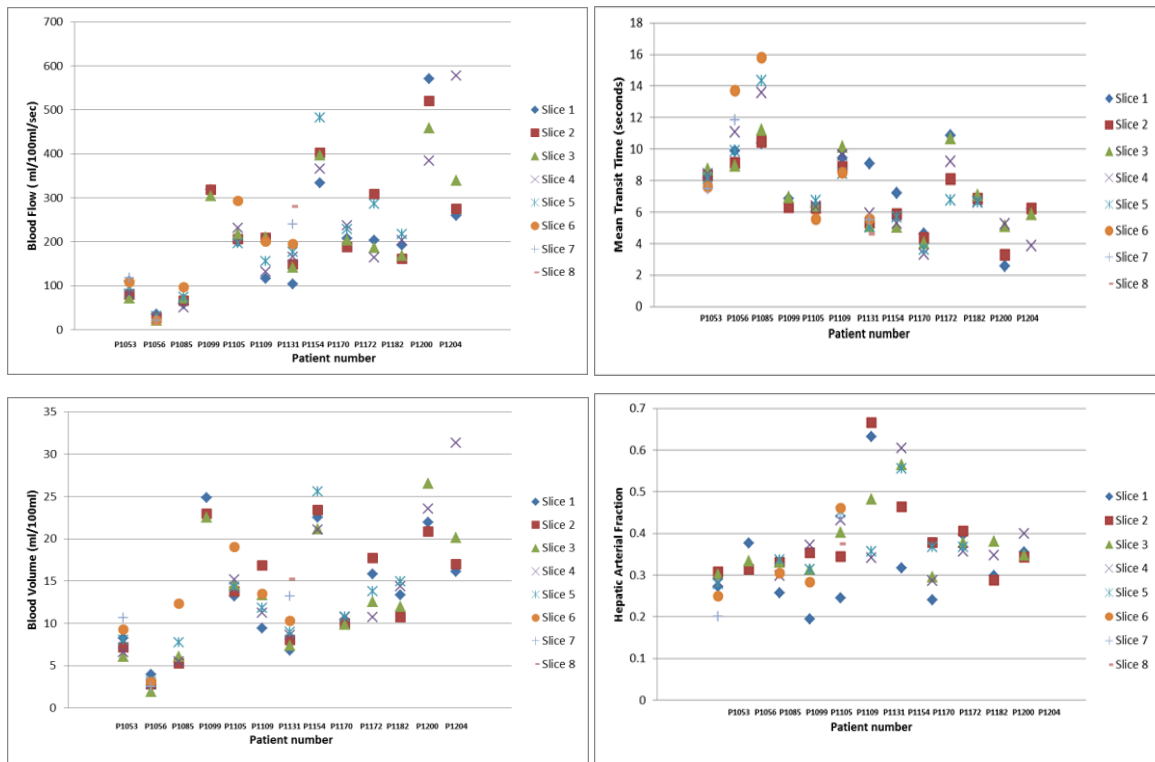 700
600
500
400
300
200
100
0
Blood Flow ( ml/100ml/sec)
P1053 P1056 P1085 P1099 P1105 P1109 P1131 P1154 P1170 P1172 P1182 P1200 P1204
Patient number
Slice 1
Slice 2
Slice 3
Slice 4
Slice 5
Slice 6
Slice 7
Slice 8
18
16
14
12
10
8
6
4
2
0
Mean Transit Time (seconds)
P1053 P1056 P1085 P1099 P1105 P1109 P1131 P1154 P1170 P1172 P1182 P1200 P1204
Patient number
Slice 1
Slice 2
Slice 3
Slice 4
Slice 5
Slice 6
Slice 7
Slice 8
35
30
25
20
15
10
5
0
Blood Volume (ml/100ml)
P1053 P1056 P1085 P1099 P1105 P1109 P1131 P1154 P1170 P1172 P1182 P1200 P1204
Patient number
Slice 1
Slice 2
Slice 3
Slice 4
Slice 5
Slice 6
Slice 7
Slice 8
0.7
0.6
0.5
0.4
0.3
0.2
0.1
0
Hepatic Arterial Fraction
P1053 P1056 P1085 P1099 P1105 P1109 P1131 P1154 P1170 P1172 P1182 P1200 P1204
Patient number
Slice 1
Slice 2
Slice 3
Slice 4
Slice 5
Slice 6
Slice 7
Slice 8